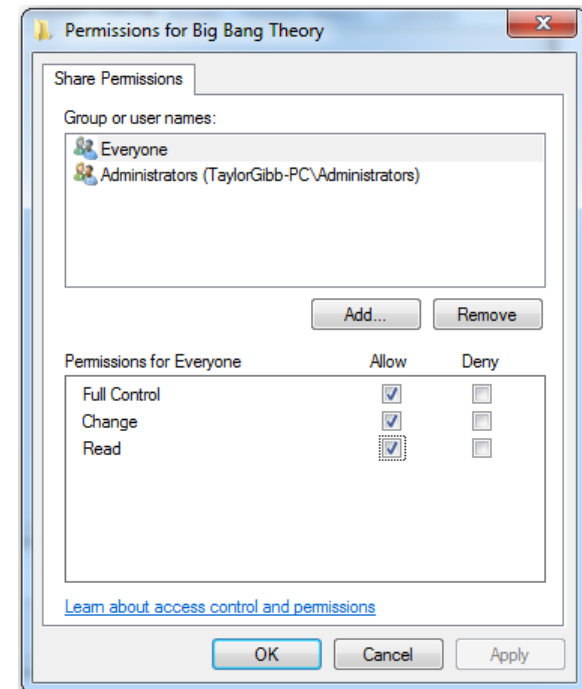 Permissions for Big Bang Theory
Share Permissions
Group or user names:
Everyone
Administrators (TaylorGibb-PC\Administrators)
Add... Remove
Permissions for Everyone Allow Deny
Full Control
Change
Read
Learn about access control and permissions
OK Cancel Apply